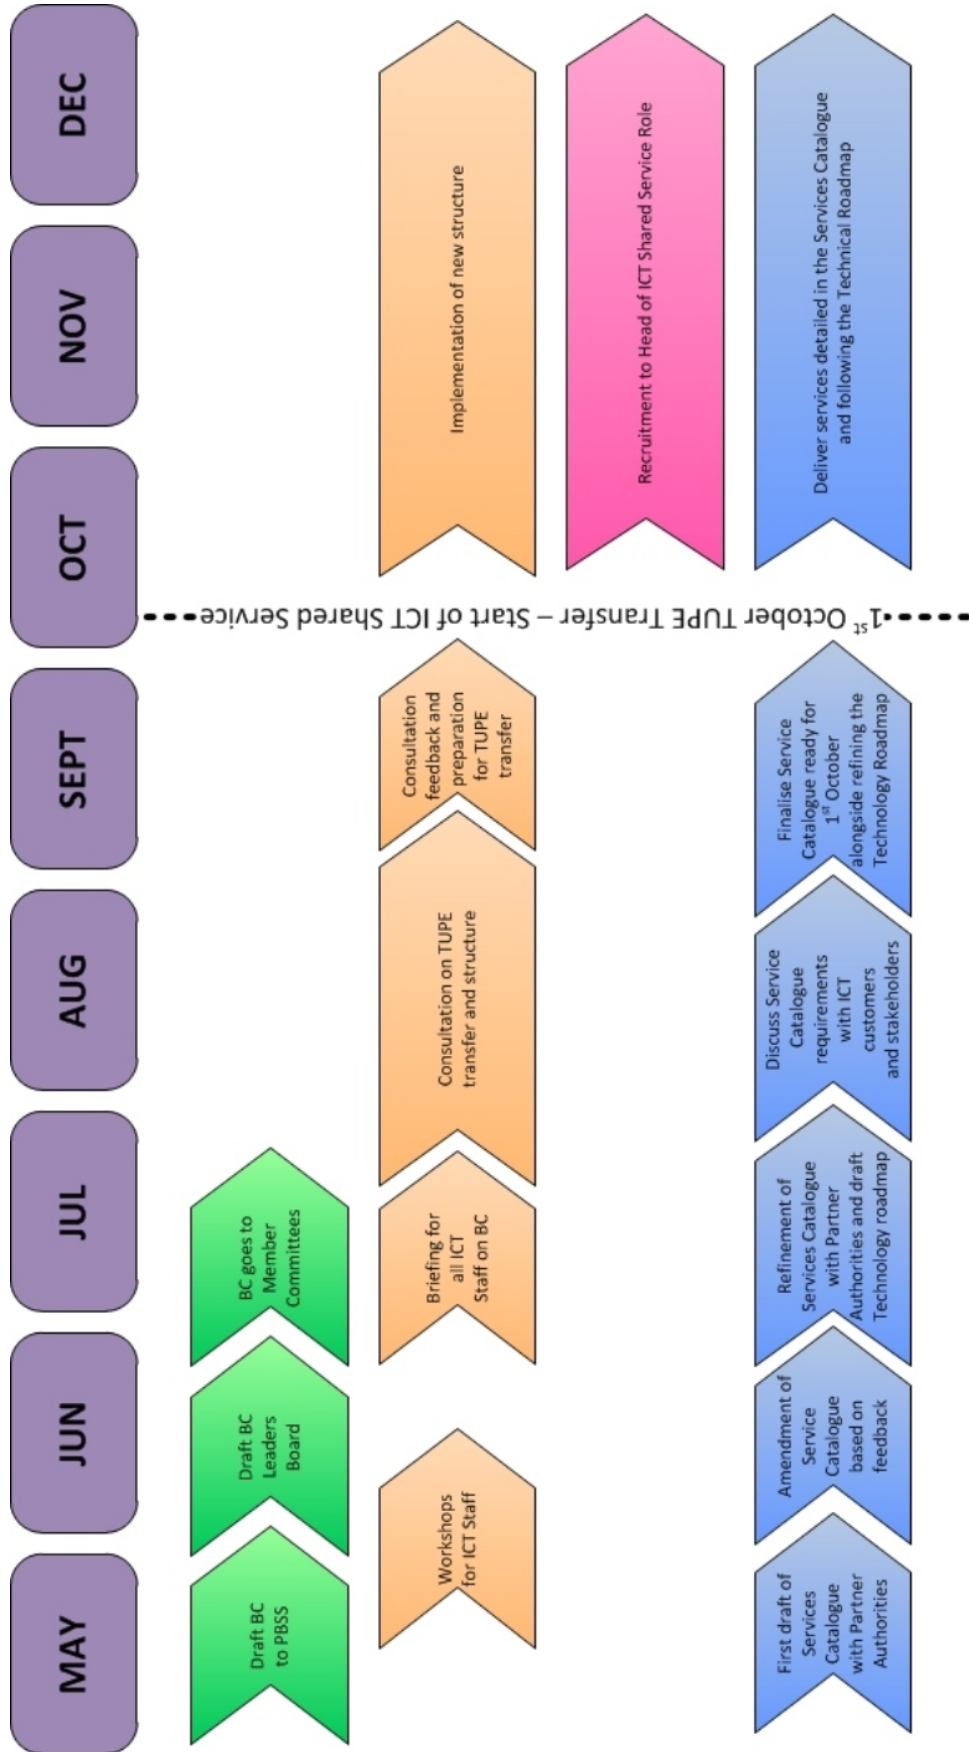 MAY
JUN
JUL
AUG
SEPT
OCT
NOV
DEC
Draft BC
to PBSS
Draft BC
Leaders
Board
BC goes to
Member
Committees
Workshops
for ICT Staff
Briefing for
all ICT
Staff on BC
Consultation on TUPE
transfer and structure
Consultation
feedback and
preparation
for TUPE
transfer
Implementation of new structure
Recruitment to Head of ICT Shared Service Role
First draft of
Services
Catalogue
with Partner
Authorities
Amendment of
Service
Catalogue
based on
feedback
Refinement of
Services Catalogue
with Partner
Authorities and draft
Technology roadmap
Discuss Service
Catalogue
requirements
with ICT
customers
and stakeholders
Finalise Service
Catalogue ready for
1st October
alongside refining the
Technology Roadmap
Deliver services detailed in the Services Catalogue
and following the Technical Roadmap
1st October TUPE Transfer – Start of ICT Shared Service